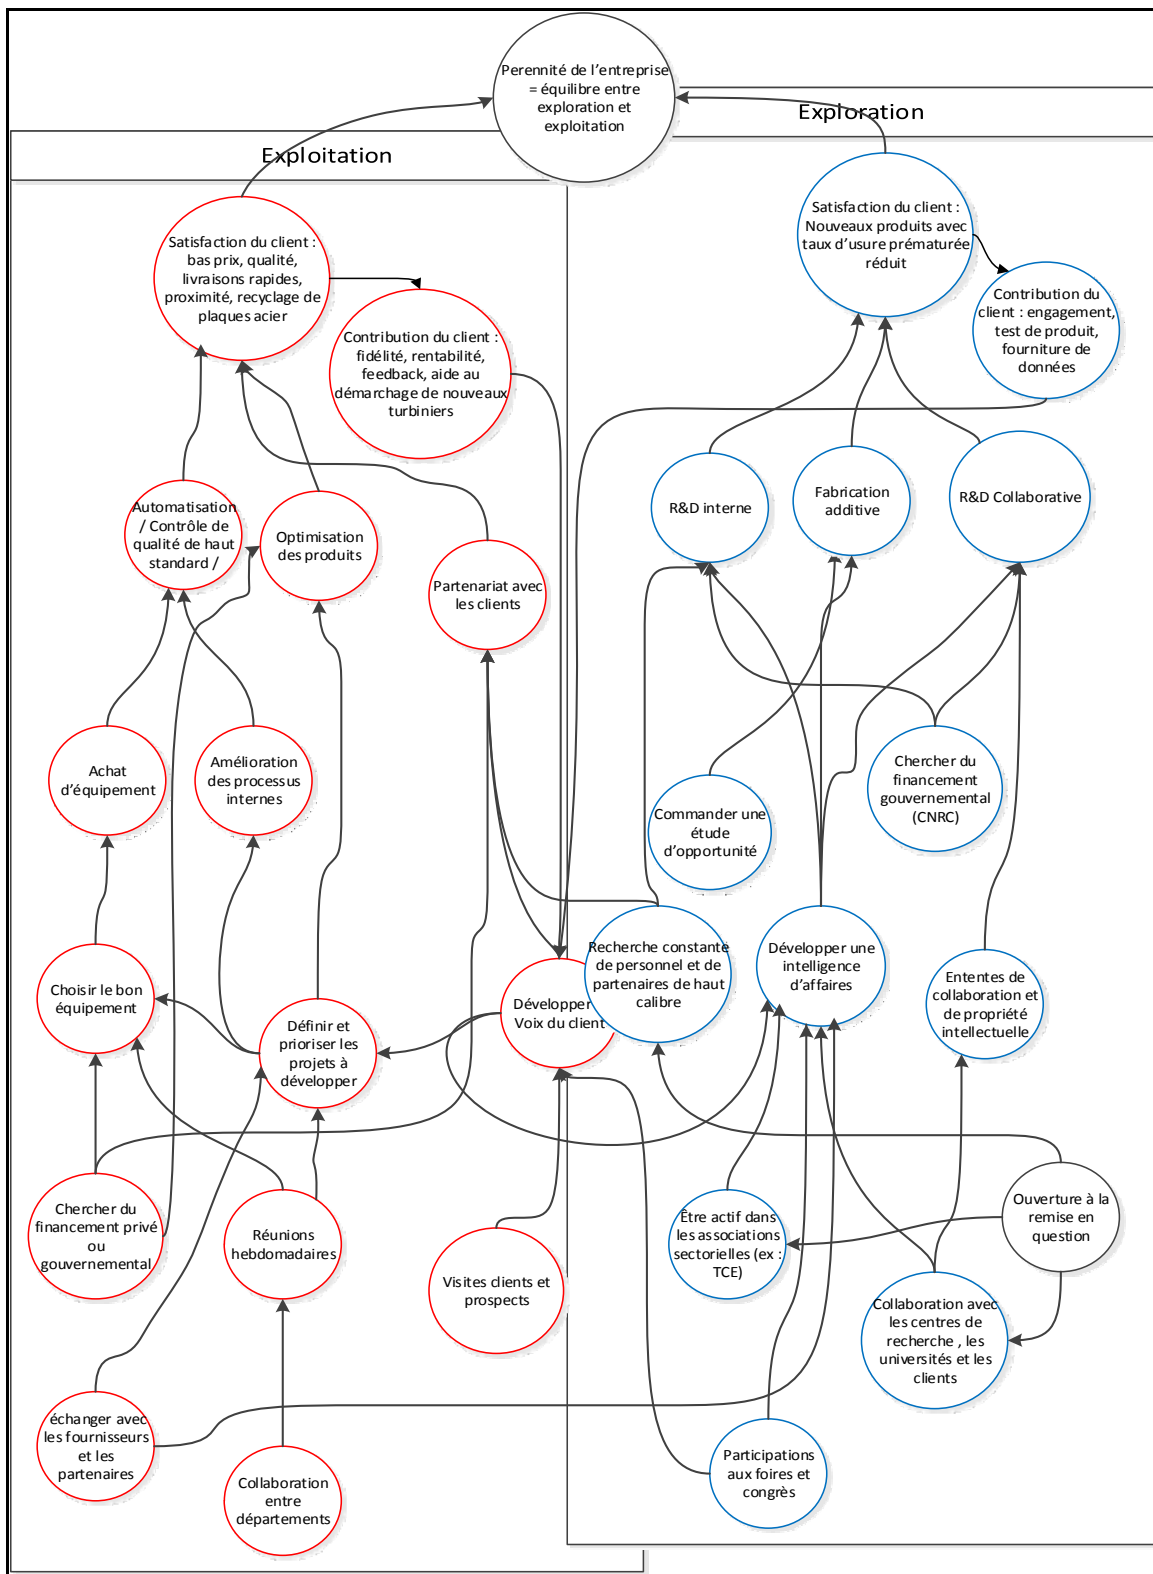 Perennité de l'entreprise
= équilibre entre
exploration et
exploitation
Exploration
Exploitation
Satisfaction du client :
bas prix, qualité,
livraisons rapides,
proximité, recyclage de
plaques acier
Satisfaction du client :
Nouveaux produits avec
taux d'usure prématurée
réduit
Contribution du client :
fidélité, rentabilité,
feedback, aide au
démarchage de nouveaux
turbiniers
Contribution du
client : engagement,
test de produit,
fourniture de
données
Automatisation
/ Contrôle de
qualité de haut
standard /
Optimisation
des produits
Partenariat avec
les clients
R&D interne
Fabrication
additive
R&D Collaborative
Achat
d'équipement
Amélioration
des processus
internes
Commander une
étude
d'opportunité
Chercher du
financement
gouvernemental
(CNRC)
Choisir le bon
équipement
Définir et
prioriser les
projets à
développer
Développer
Voix du client
Recherche constante
de personnel et de
partenaires de haut
calibre
Développer une
intelligence
d'affaires
Ententes de
collaboration et
de propriété
intellectuelle
Chercher du
financement privé
ou
gouvernemental
Réunions
hebdomadaires
Visites clients et
prospects
Être actif dans
les associations
sectorielles (ex :
TCE)
Ouverture à la
remise en
question
Collaboration avec
les centres de
recherche , les
universités et les
clients
échanger avec
les fournisseurs
et les
partenaires
Collaboration
entre
départements
Participations
aux foires et
congrès